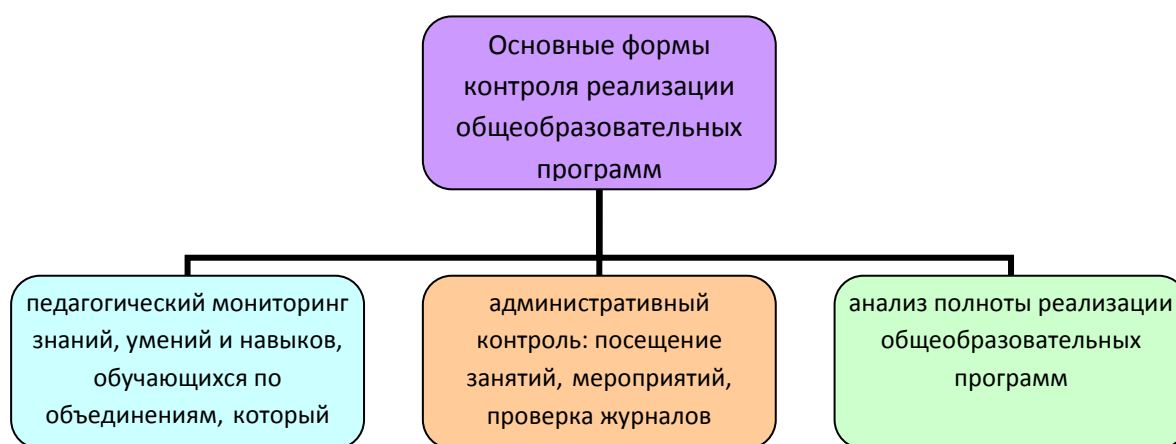 Основные формы
контроля реализации
общеобразовательных
программ
педагогический мониторинг
знаний, умений и навыков,
обучающихся по
объединениям, который
административный
контроль: посещение
занятий, мероприятий,
проверка журналов
анализ полноты реализации
общеобразовательных
программ